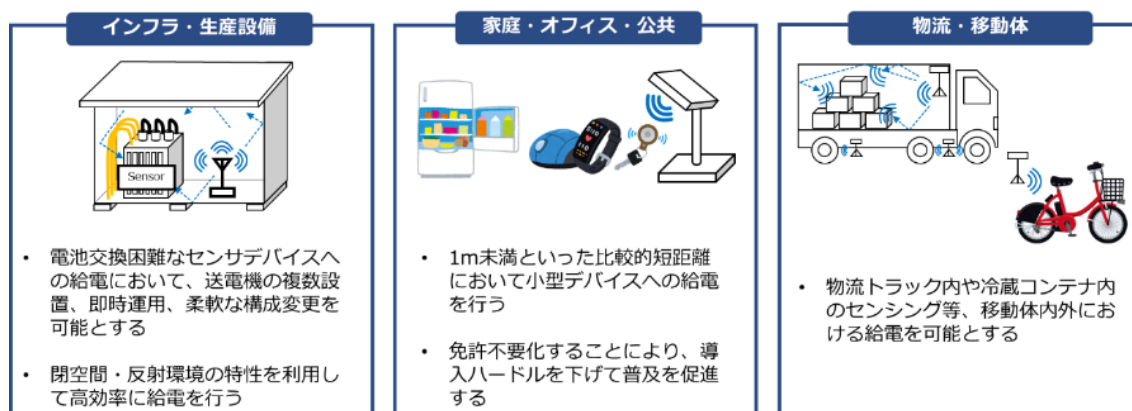 インフラ・生産設備
Sensor
• 電池交換困難なセンサデバイスへ
の給電において、送電機の複数設
置、即時運用、柔軟な構成変更を
可能とする
• 閉空間・反射環境の特性を利用し
て高効率に給電を行う
家庭・オフィス・公共
• 1m未満といった比較的短距離
において小型デバイスへの給電
を行う
• 免許不要化することにより、導
入ハードルを下げて普及を促進
する
物流・移動体
• 物流トラック内や冷蔵コンテナ内
のセンシング等、移動体内外にお
ける給電を可能とする